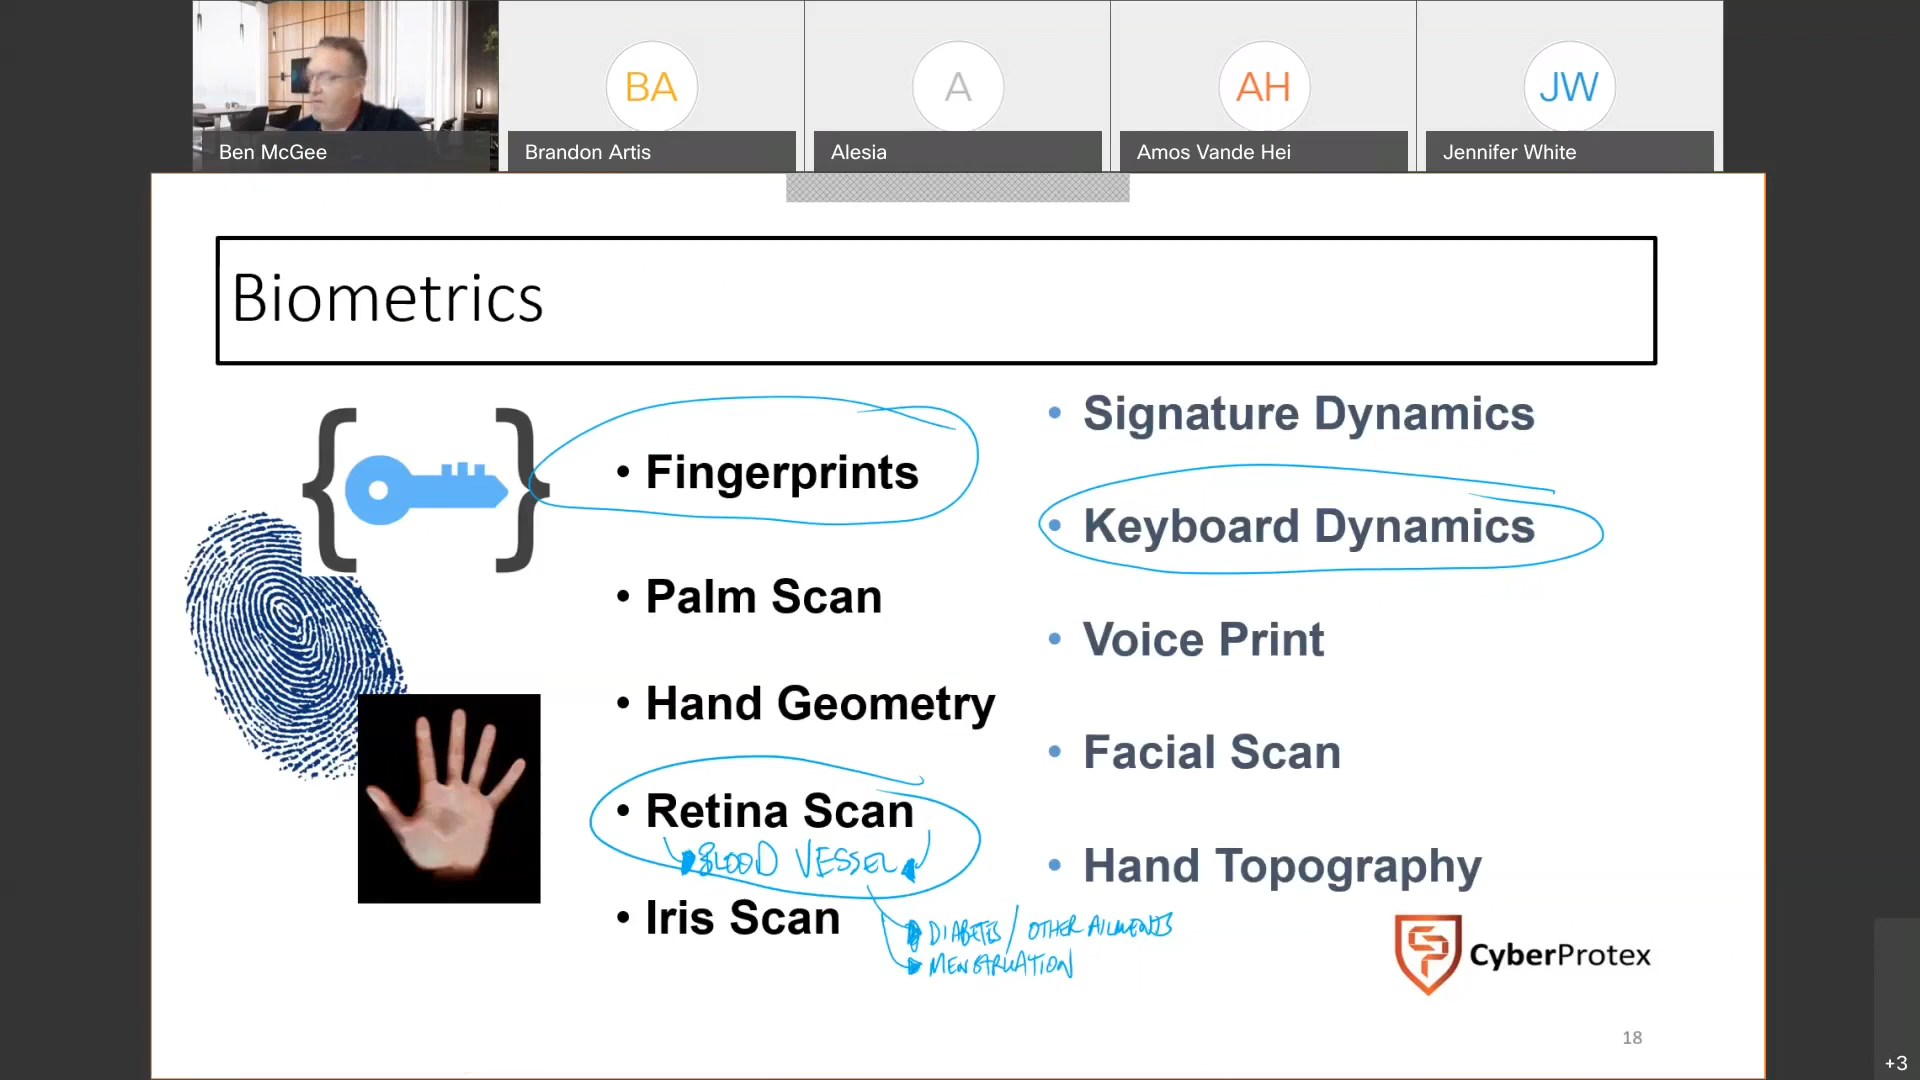 BA
A
AH
JW
Ben McGee
Brandon Artis
Alesia
Amos Vande Hei
Jennifer White
Biometrics
• Fingerprints
• Palm Scan
• Hand Geometry
• Retina Scan
BLOOD VESSEL
• Iris Scan
DIABETES / OTHER AILMENTS
MENSTRUATION
• Signature Dynamics
• Keyboard Dynamics
• Voice Print
• Facial Scan
• Hand Topography
CyberProtex
18
+3